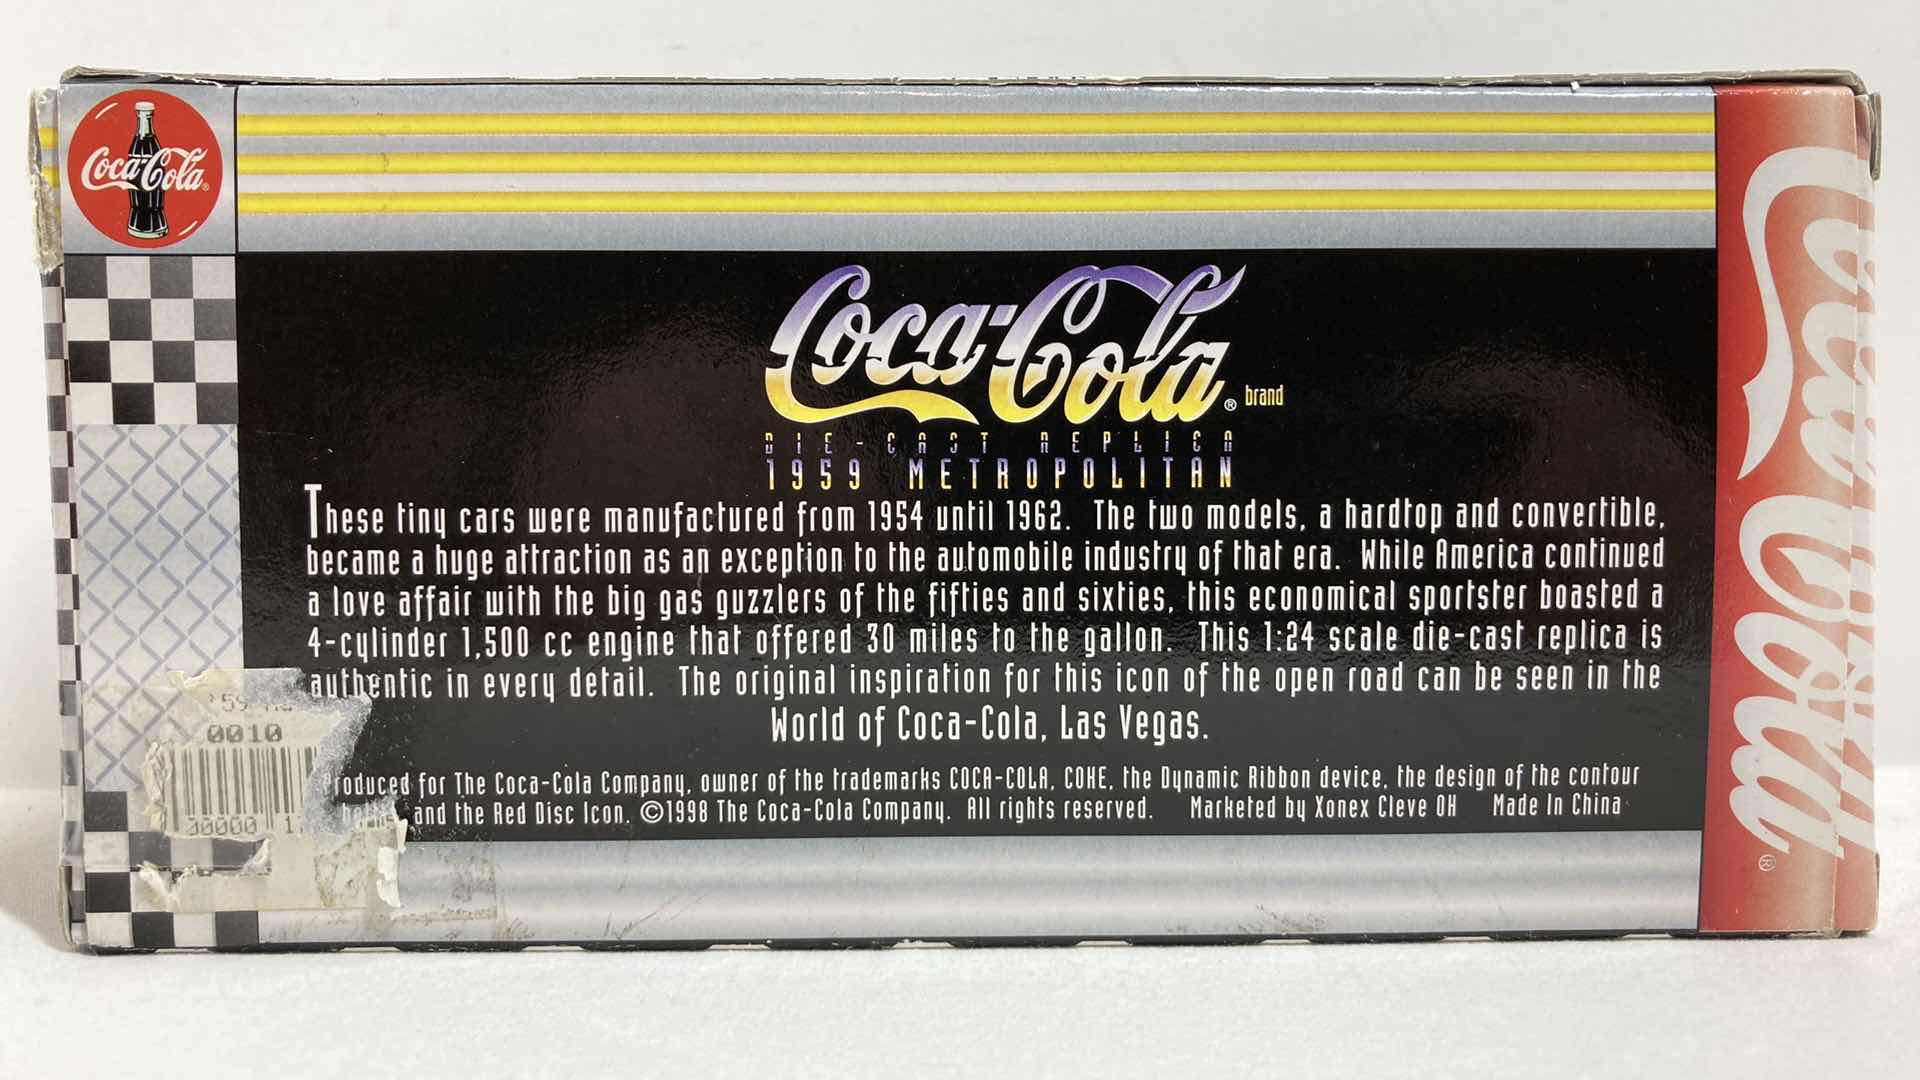 Coca-Cola®
Coca-Cola® brand
DIE-CAST REPLICA
1959 METROPOLITAN
These tiny cars were manufactured from 1954 until 1962. The two models, a hardtop and convertible,
became a huge attraction as an exception to the automobile industry of that era. While America continued
a love affair with the big gas guzzlers of the fifties and sixties, this economical sportster boasted a
4-cylinder 1,500 cc engine that offered 30 miles to the gallon. This 1:24 scale die-cast replica is
authentic in every detail. The original inspiration for this icon of the open road can be seen in the
World of Coca-Cola, Las Vegas.
Produced for The Coca-Cola Company, owner of the trademarks COCA-COLA, COKE, the Dynamic Ribbon device, the design of the contour
and the Red Disc Icon. ©1998 The Coca-Cola Company. All rights reserved. Marketed by Xonex Cleve OH Made In China
'59
0010
00000 1
Coca-Cola®